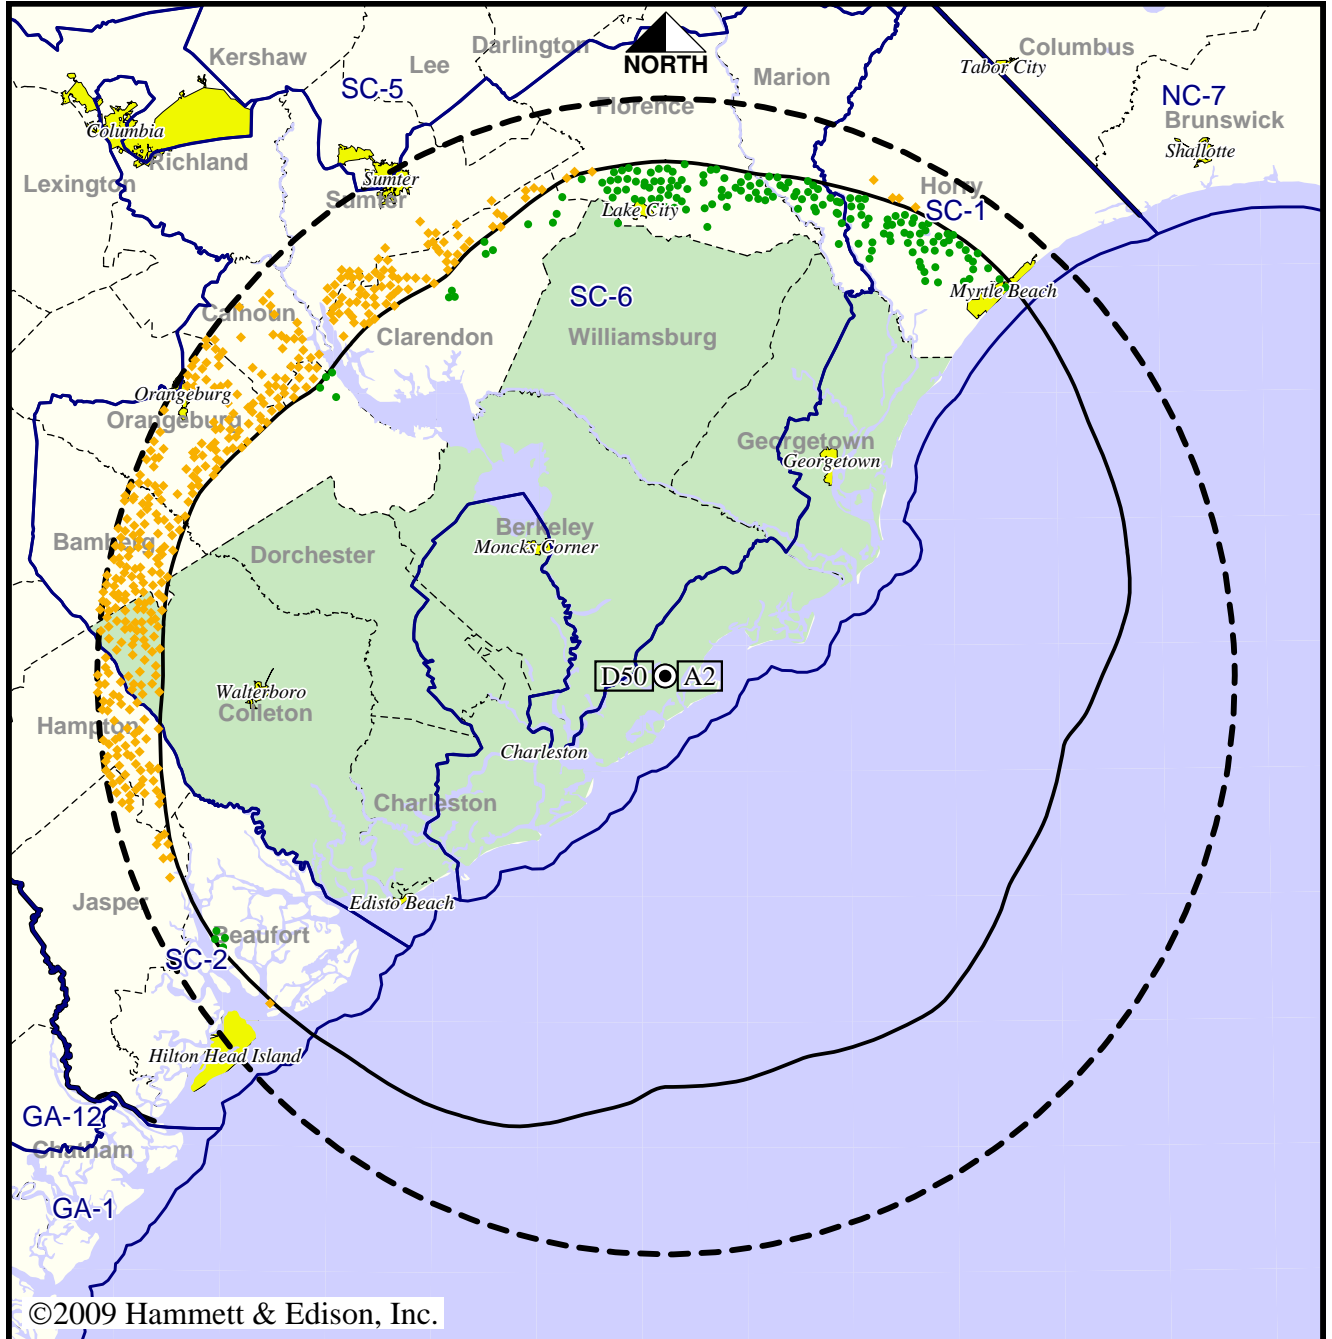 Kershaw
Darlington
Lee
Columbus
NORTH
Tabor City
Marion
SC-5
NC-7
Florence
Brunswick
Columbia
Shallotte
Richland
Sumter
Lexington
Horry
Sumter
Lake City
SC-1
Myrtle Beach
SC-6
Calhoun
Clarendon
Williamsburg
Orangeburg
Orangeburg
Georgetown
Georgetown
Berkeley
Bamberg
Moncks Corner
Dorchester
D50
A2
Walterboro
Colleton
Hampton
Charleston
Charleston
Jasper
Edisto Beach
Beaufort
SC-2
Hilton Head Island
GA-12
Chatham
GA-1
©2009 Hammett & Edison, Inc.